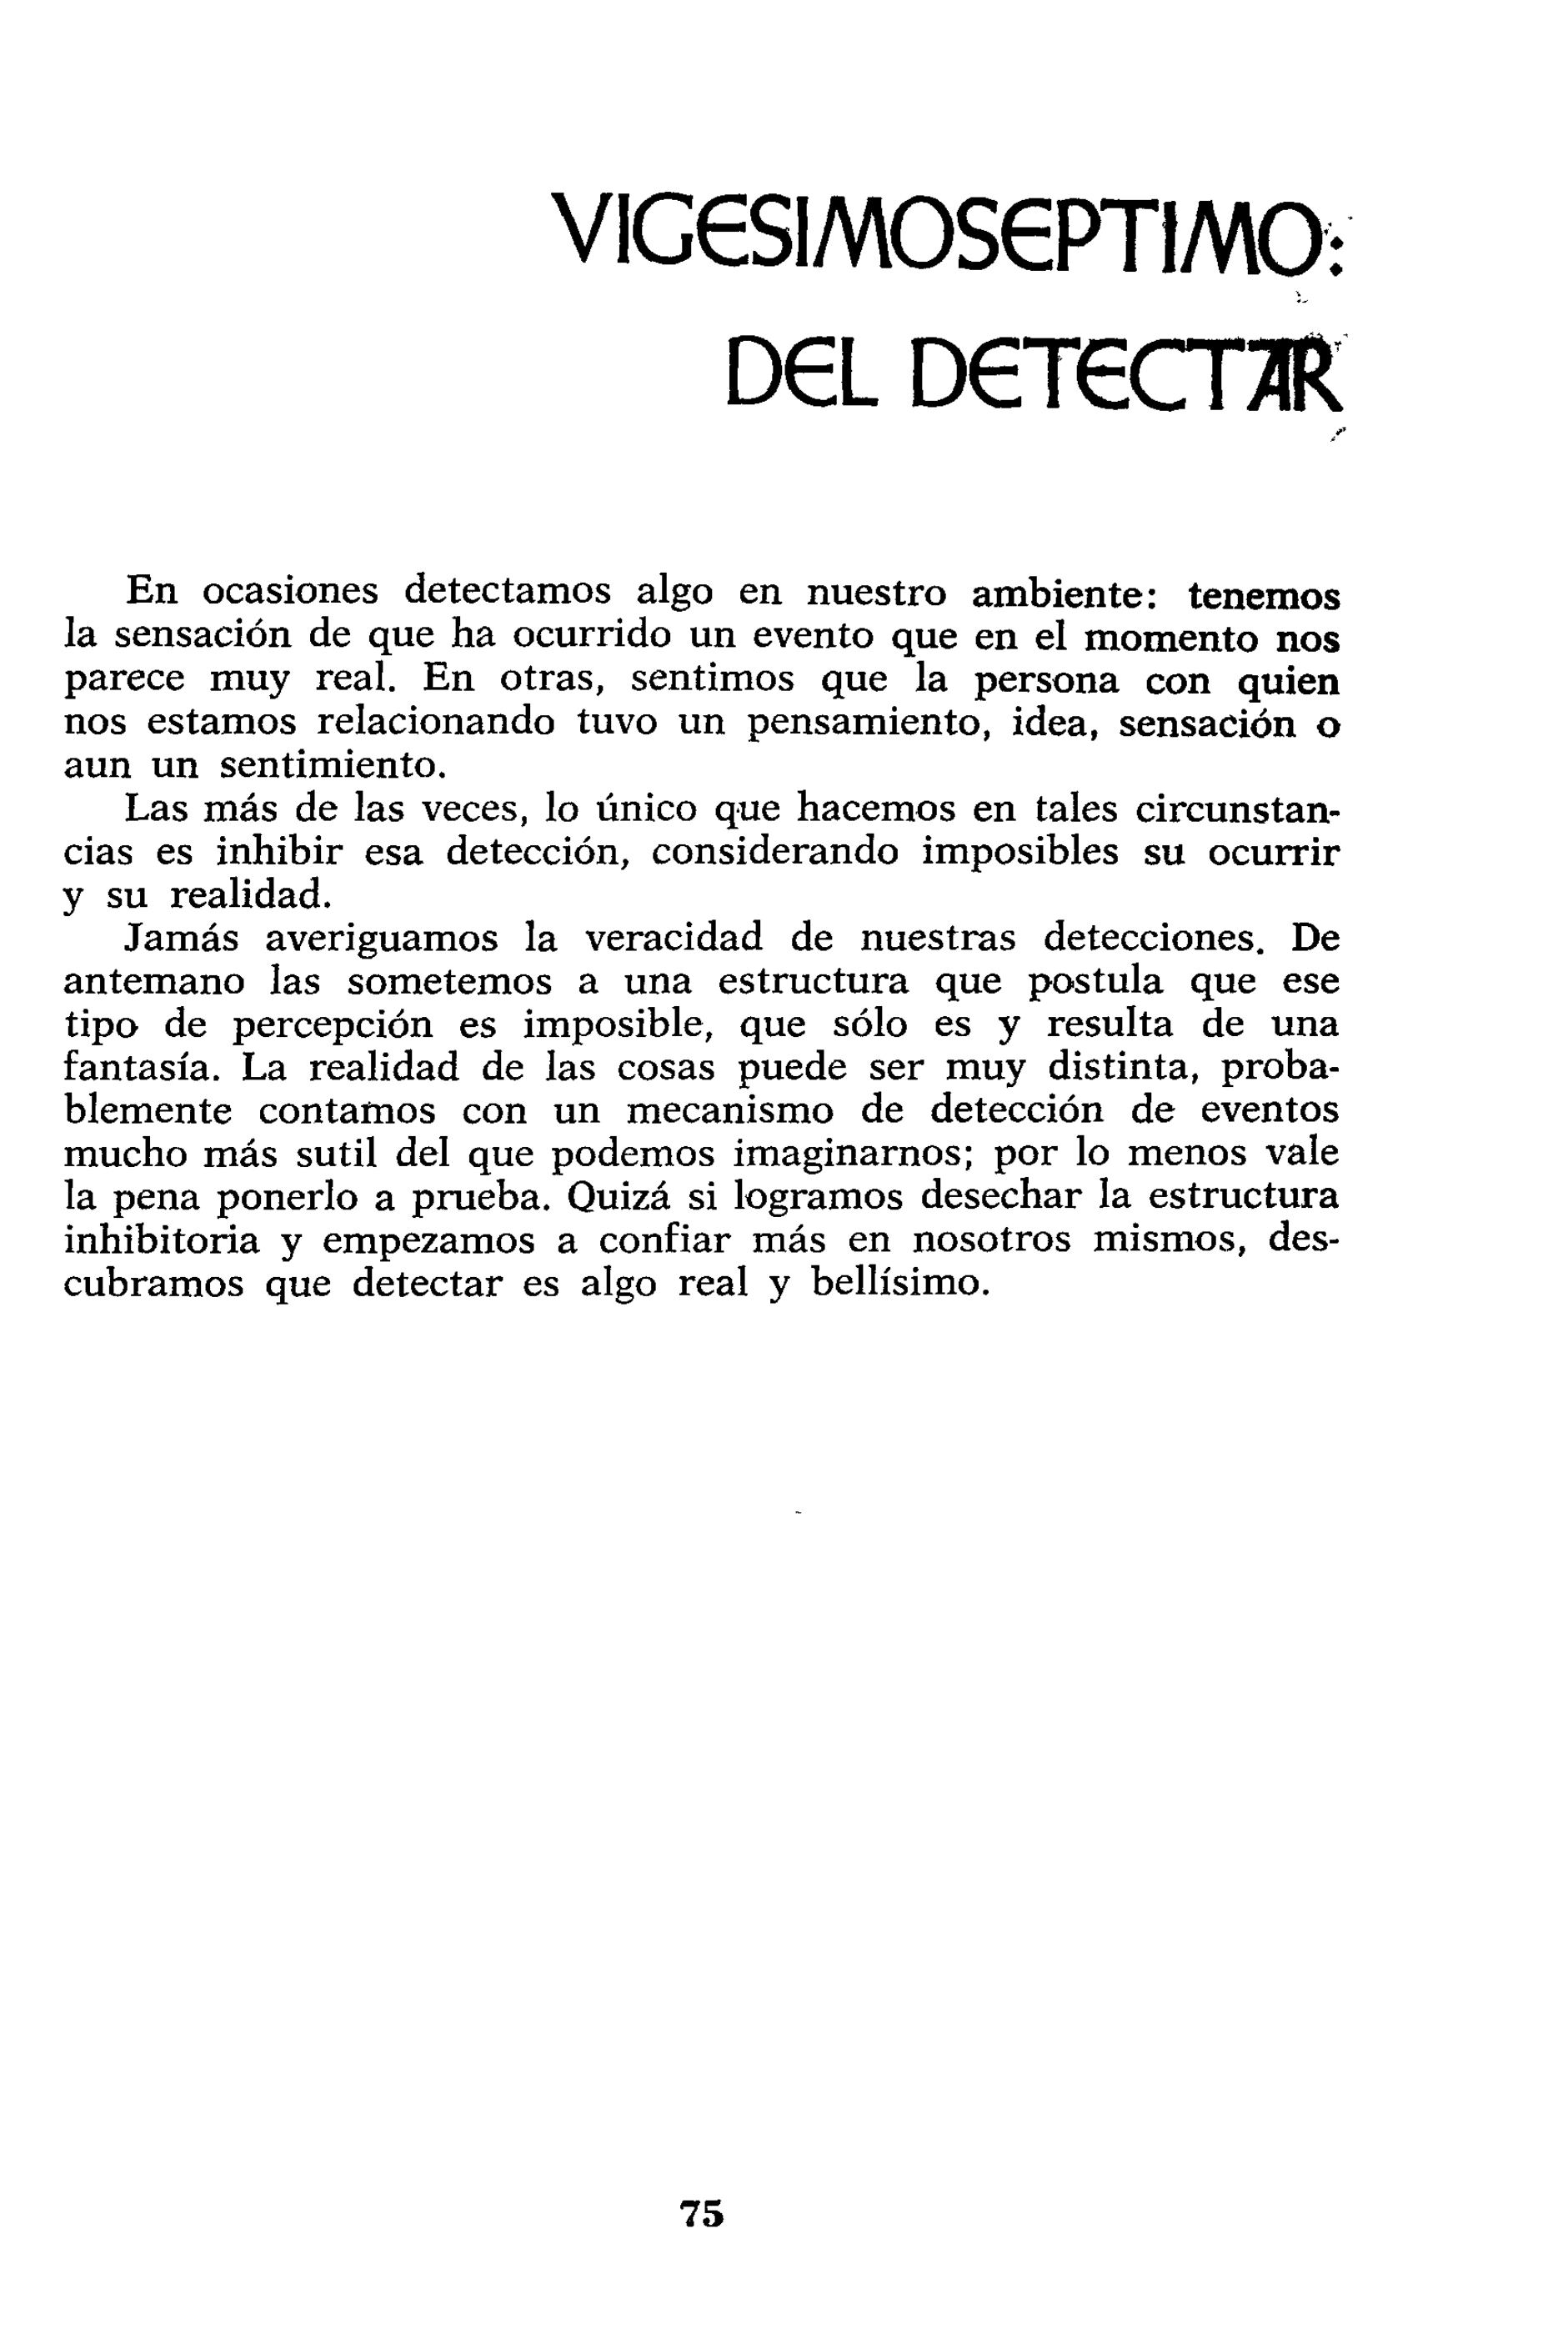 VIGESIMOSEPTIMO:
DEL DETECTAR
En ocasiones detectamos algo en nuestro ambiente: tenemos
la sensación de que ha ocurrido un evento que en el momento nos
parece muy real. En otras, sentimos que la persona con quien
nos estamos relacionando tuvo un pensamiento, idea, sensación o
aun un sentimiento.
Las más de las veces, lo único que hacemos en tales circunstan-
cias es inhibir esa detección, considerando imposibles su ocurrir
y su realidad.
Jamás averiguamos la veracidad de nuestras detecciones. De
antemano las sometemos a una estructura que postula que ese
tipo de percepción es imposible, que sólo es y resulta de una
fantasía. La realidad de las cosas puede ser muy distinta, proba-
blemente contamos con un mecanismo de detección de eventos
mucho más sutil del que podemos imaginarnos; por lo menos vale
la pena ponerlo a prueba. Quizá si logramos desechar la estructura
inhibitoria y empezamos a confiar más en nosotros mismos, des-
cubramos que detectar es algo real y bellísimo.
75